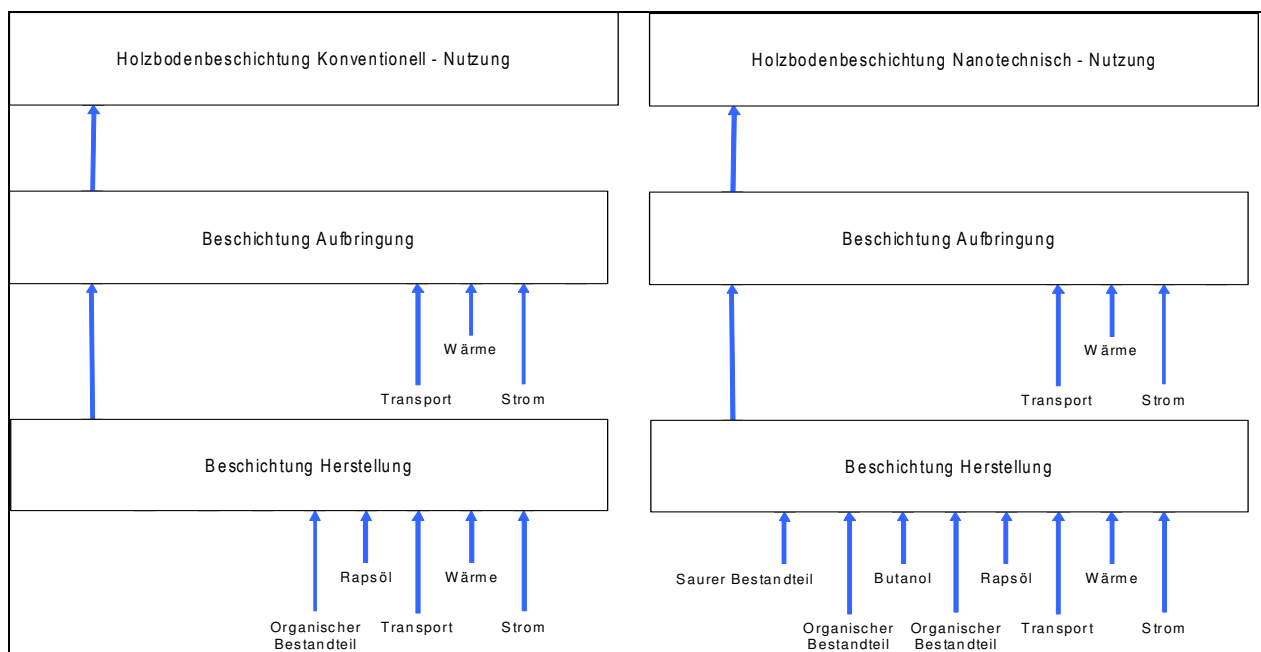 Holzbodenbeschichtung Konventionell - Nutzung
Beschichtung Aufbringung
Wärme
Transport
Strom
Beschichtung Herstellung
Rapsöl
Wärme
Organischer
Bestandteil
Transport
Strom
Holzbodenbeschichtung Nanotechnisch - Nutzung
Beschichtung Aufbringung
Wärme
Transport
Strom
Beschichtung Herstellung
Saurer Bestandteil
Butanol
Rapsöl
Wärme
Organischer
Bestandteil
Organischer
Bestandteil
Transport
Strom